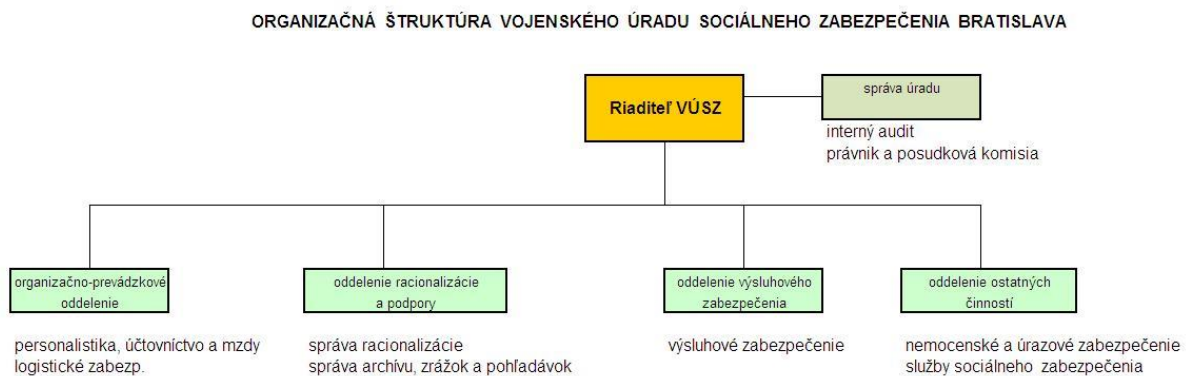 ORGANIZAČNÁ ŠTRUKTÚRA VOJENSKÉHO ÚRADU SOCIÁLNEHO ZABEZPEČENIA BRATISLAVA
Riaditeľ VÚSZ
správa úradu
interný audit
právnik a posudková komisia
organizačno-prevádzkové
oddelenie
personalistika, účtovníctvo a mzdy
logistické zabezp.
oddelenie racionalizácie
a podpory
správa racionalizácie
správa archívu, zrážok a pohľadávok
oddelenie výsluhového
zabezpečenia
výsluhové zabezpečenie
oddelenie ostatných
činností
nemocenské a úrazové zabezpečenie
služby sociálneho zabezpečenia